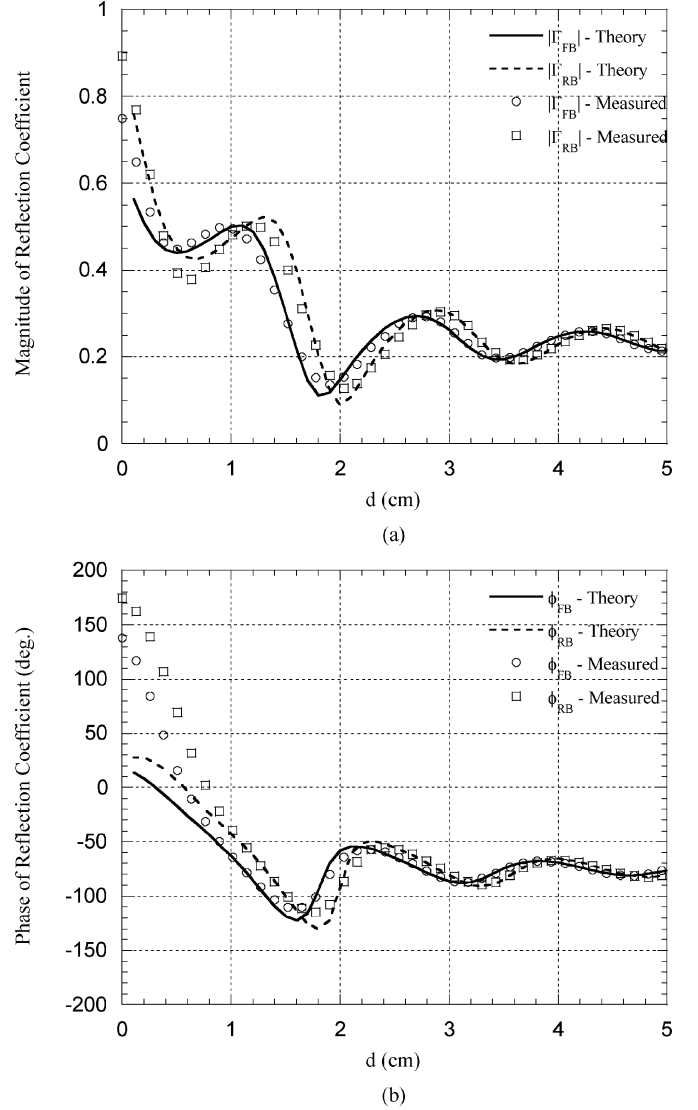 1
0.8
0.6
0.4
0.2
0
Magnitude of Reflection Coefficient
|Γ_FB| - Theory
|Γ_RB| - Theory
|Γ_FB| - Measured
|Γ_RB| - Measured
0 1 2 3 4 5
d (cm)
(a)
200
150
100
50
0
-50
-100
-150
-200
Phase of Reflection Coefficient (deg.)
ϕ_FB - Theory
ϕ_RB - Theory
ϕ_FB - Measured
ϕ_RB - Measured
0 1 2 3 4 5
d (cm)
(b)